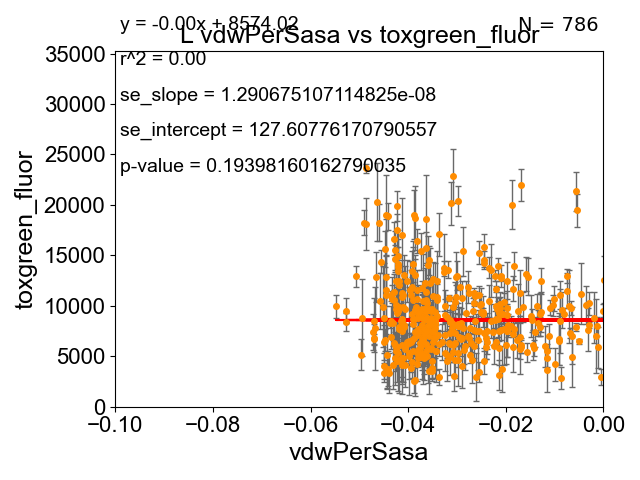 y = -0.00x + 8574.02
N = 786
L vdwPerSasa vs toxgreen_fluor
r^2 = 0.00
se_slope = 1.290675107114825e-08
se_intercept = 127.60776170790557
p-value = 0.19398160162790035
35000
30000
25000
20000
15000
10000
5000
0
toxgreen_fluor
−0.10
−0.08
−0.06
−0.04
−0.02
0.00
vdwPerSasa